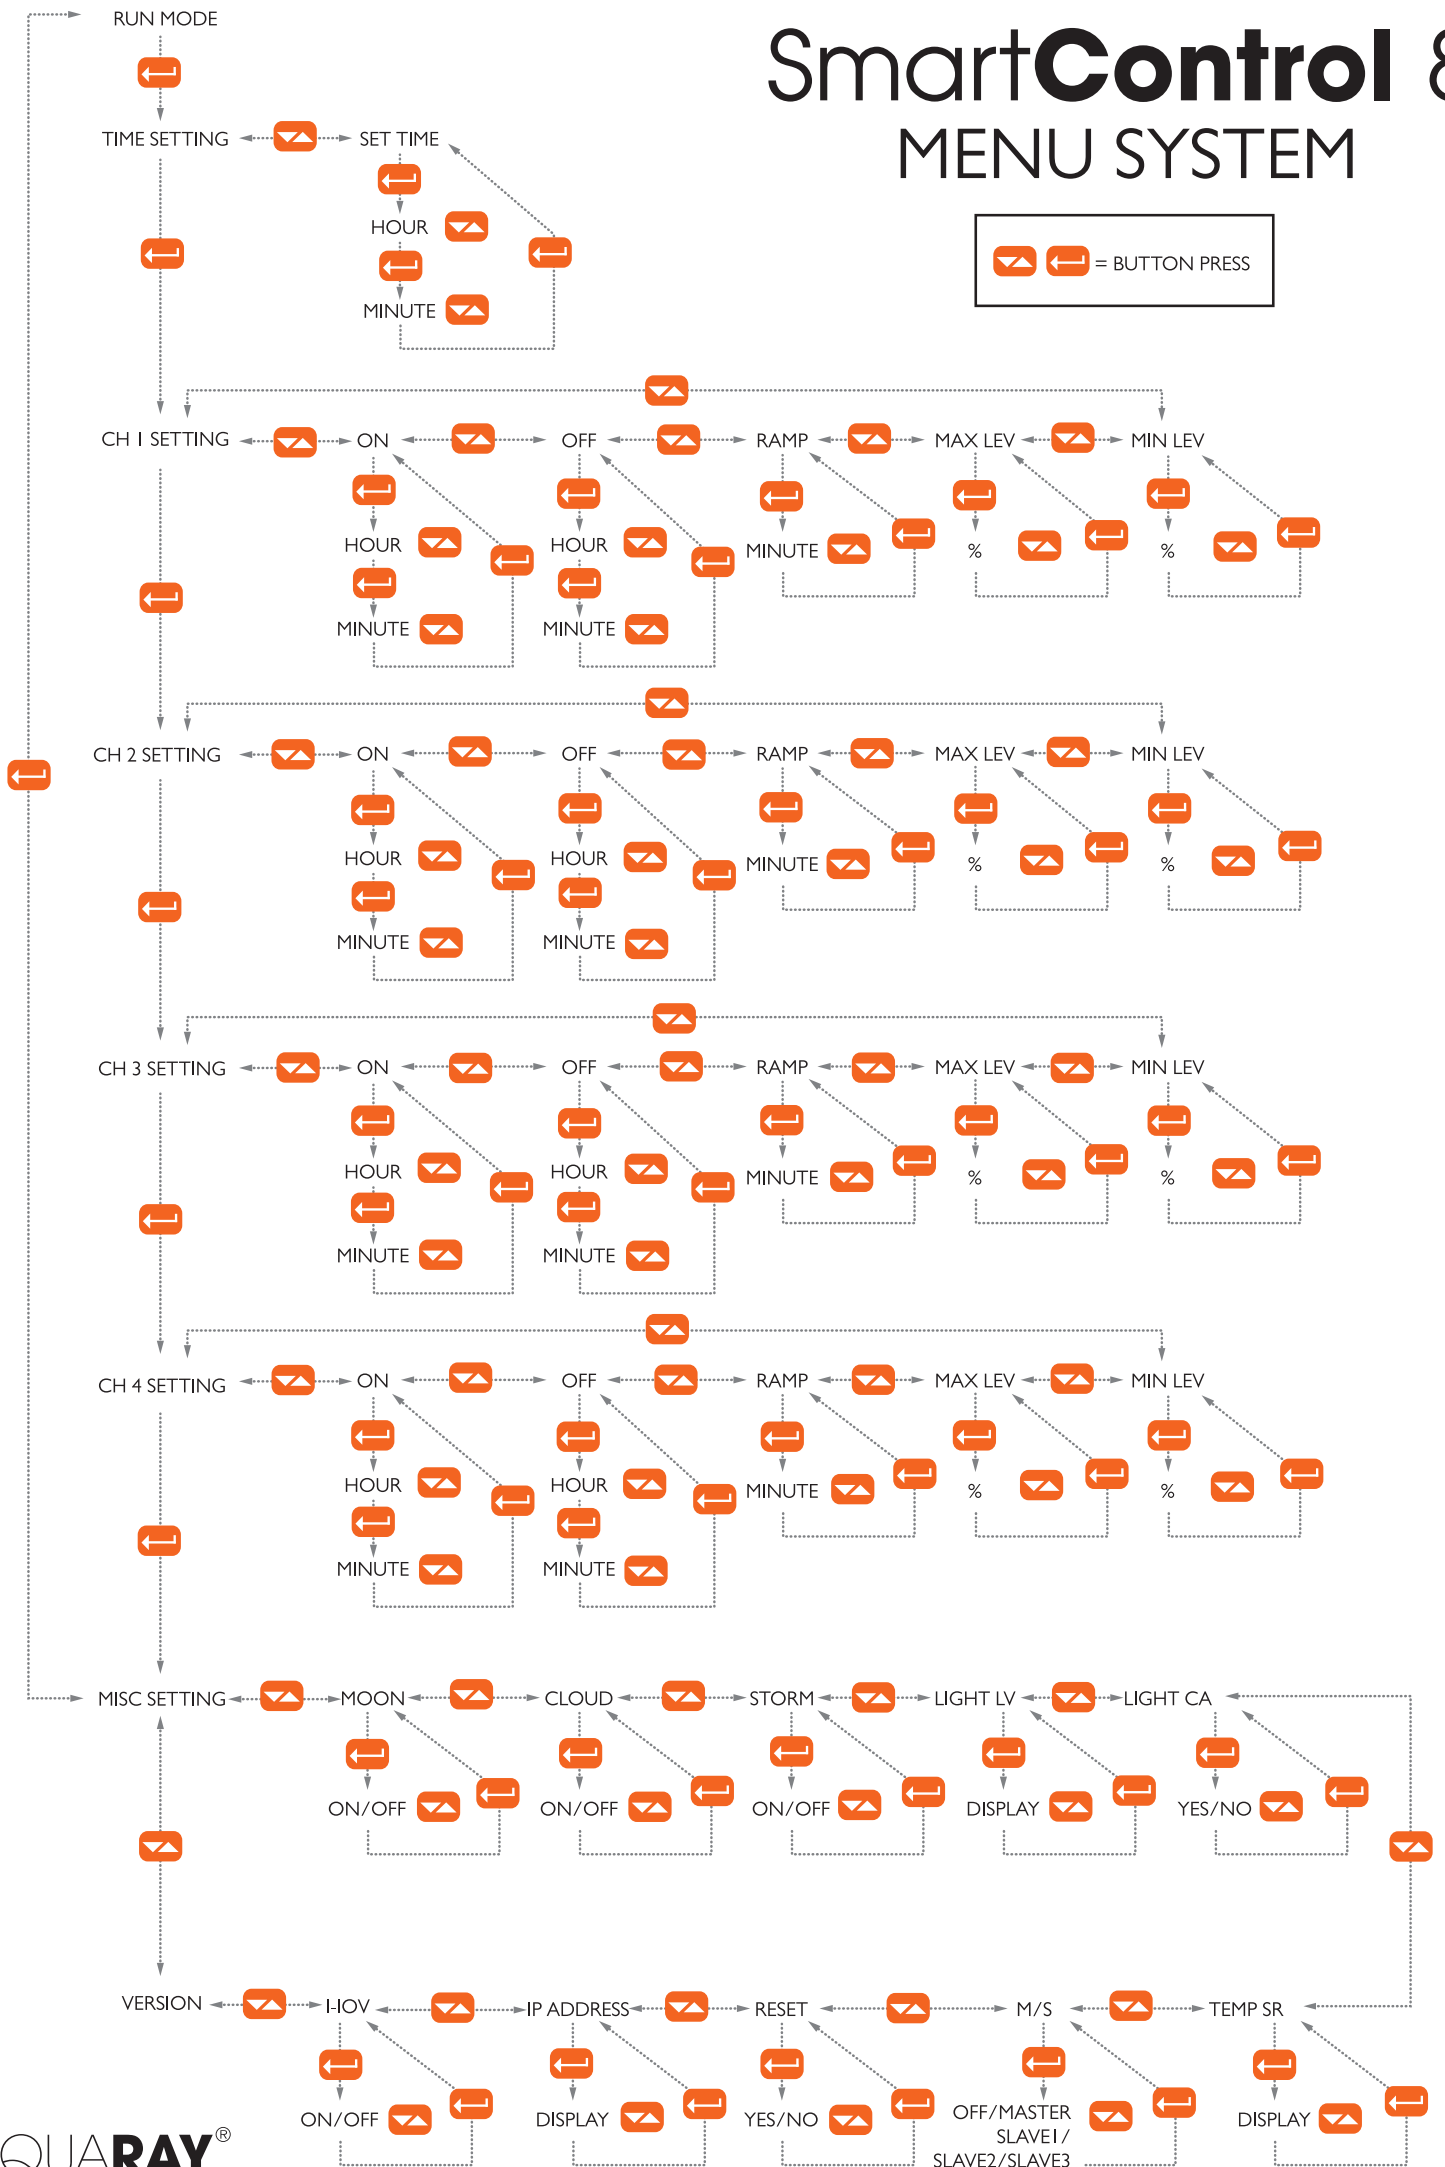 RUN MODE
SmartControl &
MENU SYSTEM
TIME SETTING SET TIME
HOUR
= BUTTON PRESS
MINUTE
CH 1 SETTING ON OFF RAMP MAX LEV MIN LEV
HOUR HOUR MINUTE % %
MINUTE MINUTE
CH 2 SETTING ON OFF RAMP MAX LEV MIN LEV
HOUR HOUR MINUTE % %
MINUTE MINUTE
CH 3 SETTING ON OFF RAMP MAX LEV MIN LEV
HOUR HOUR MINUTE % %
MINUTE MINUTE
CH 4 SETTING ON OFF RAMP MAX LEV MIN LEV
HOUR HOUR MINUTE % %
MINUTE MINUTE
MISC SETTING MOON CLOUD STORM LIGHT LV LIGHT CA
ON/OFF ON/OFF ON/OFF DISPLAY YES/NO
VERSION 1-10V IP ADDRESS RESET M/S TEMP SR
ON/OFF DISPLAY YES/NO OFF/MASTER DISPLAY
SLAVE1/
SLAVE2/SLAVE3
QUARAY®